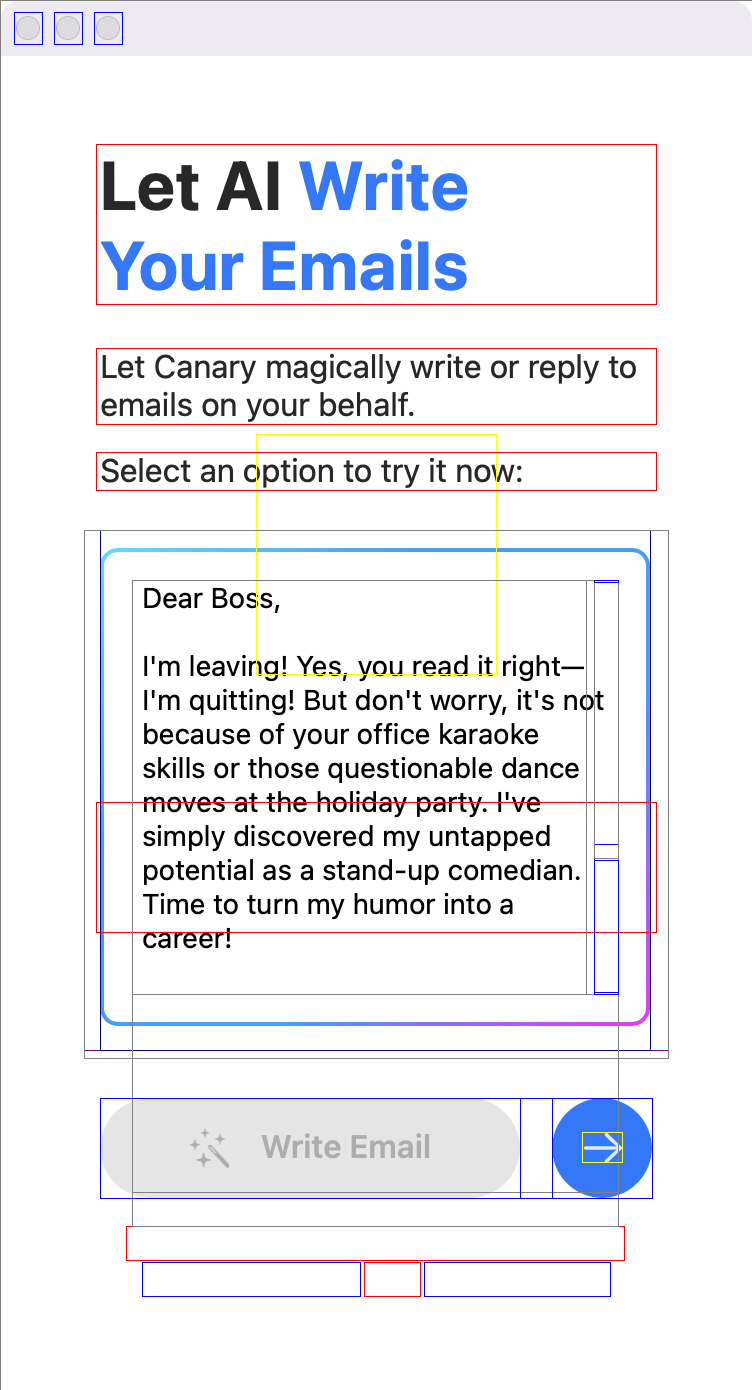 Let AI Write
Your Emails
Let Canary magically write or reply to
emails on your behalf.
Select an option to try it now:
Dear Boss,
I'm leaving! Yes, you read it right—
I'm quitting! But don't worry, it's not
because of your office karaoke
skills or those questionable dance
moves at the holiday party. I've
simply discovered my untapped
potential as a stand-up comedian.
Time to turn my humor into a
career!
Write Email